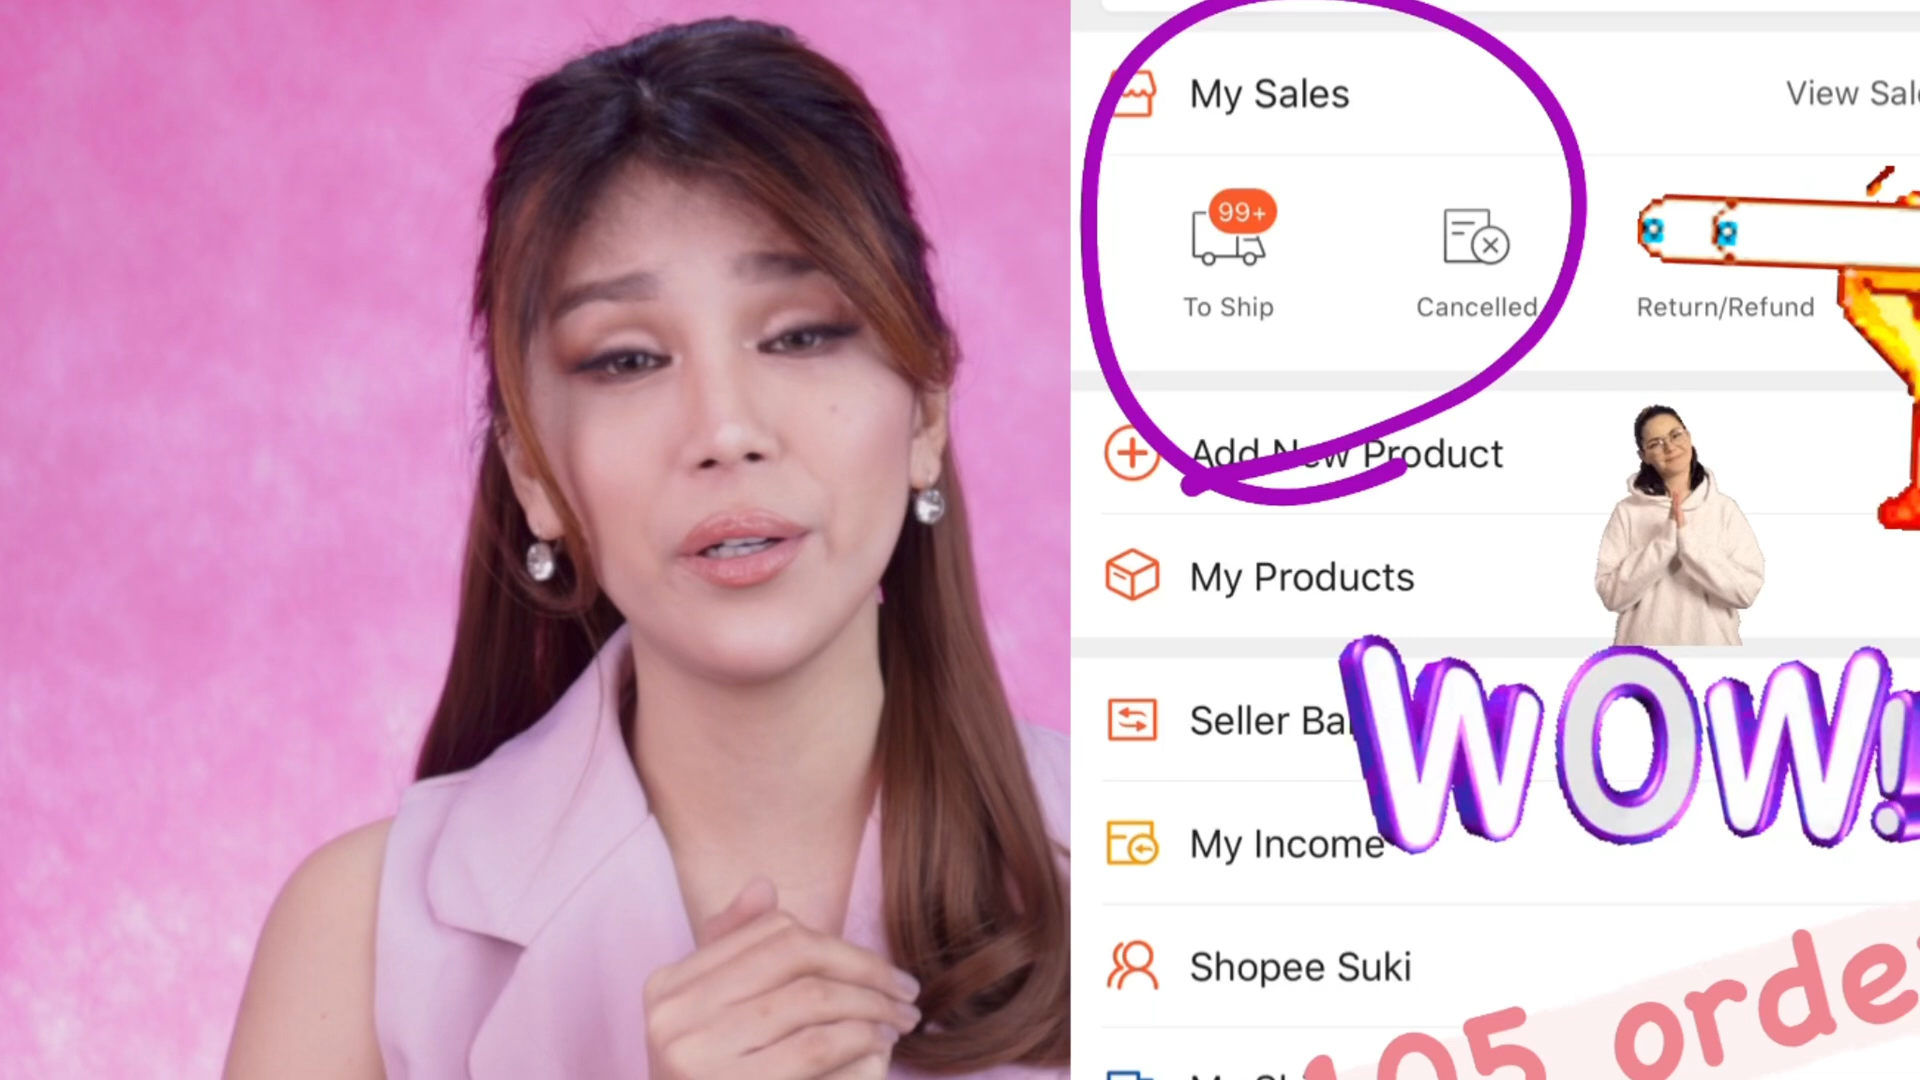 My Sales
View Sal
99+
To Ship
Cancelled
Return/Refund
Add New Product
My Products
WOW!
Seller Ba
My Income
Shopee Suki
105 orde